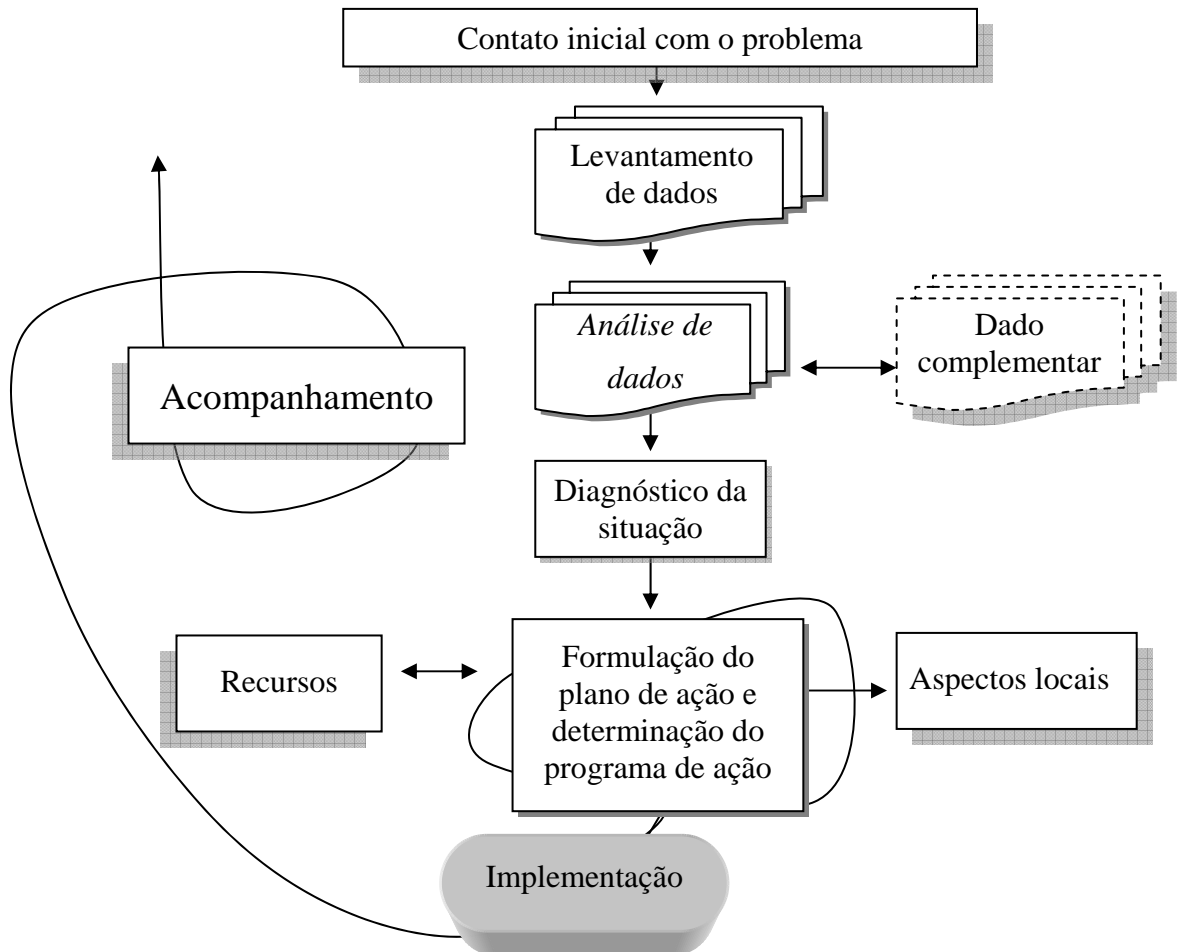 Contato inicial com o problema
Levantamento
de dados
Análise de
dados
Dado
complementar
Acompanhamento
Diagnóstico da
situação
Recursos
Formulação do
plano de ação e
determinação do
programa de ação
Aspectos locais
Implementação